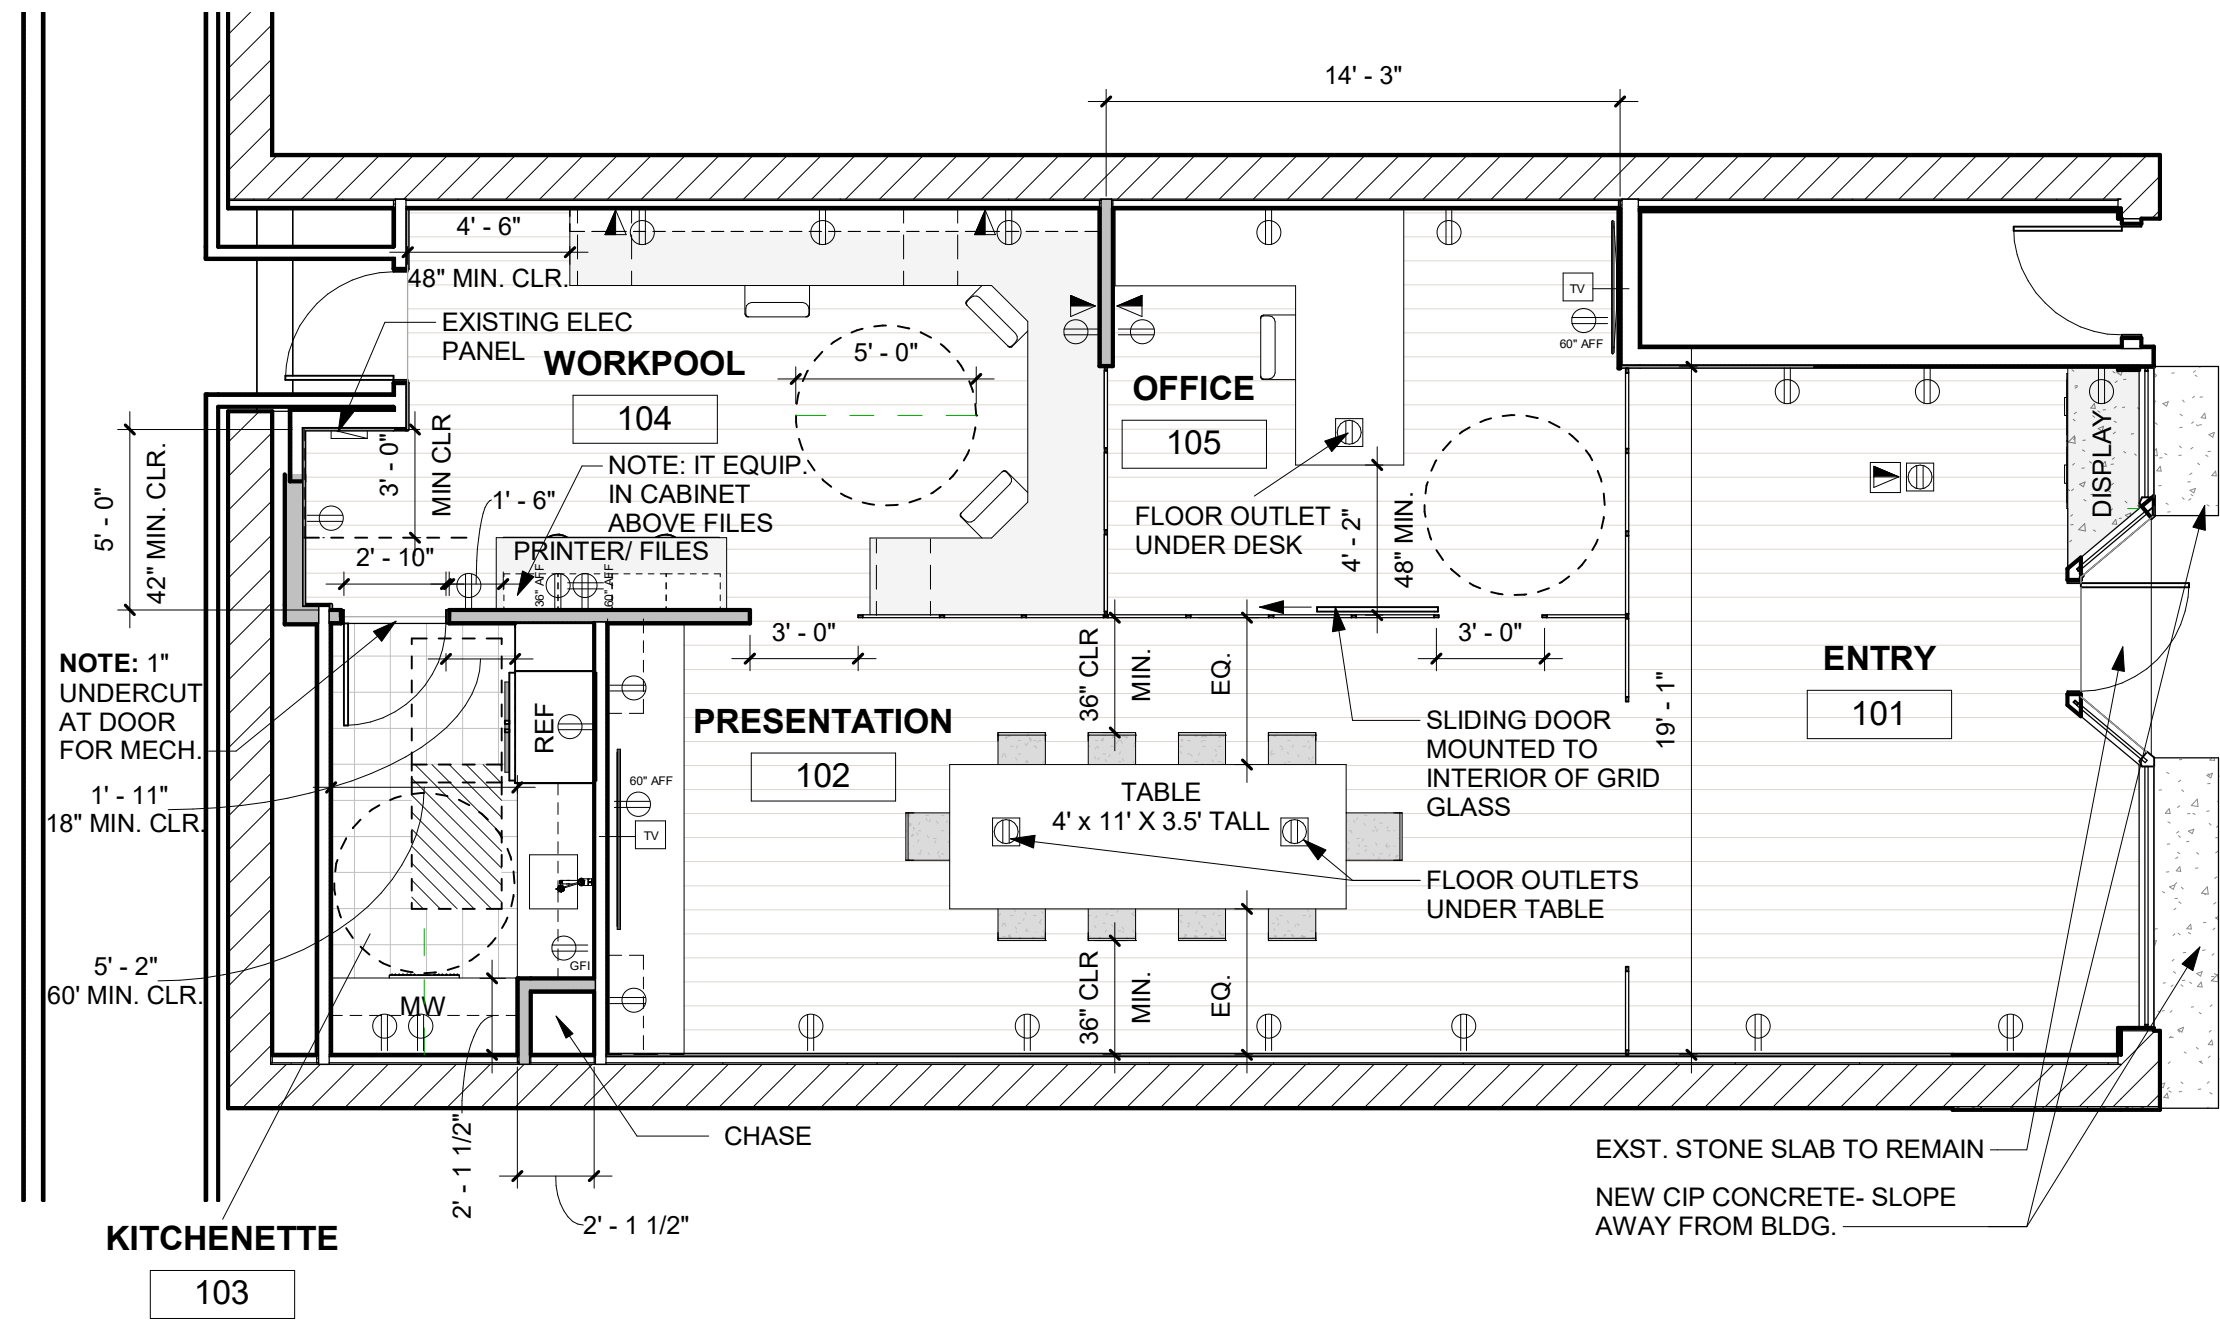 14' - 3"
4' - 6"
48" MIN. CLR.
EXISTING ELEC
PANEL
WORKPOOL
104
5' - 0"
TV
60" AFF
OFFICE
105
5' - 0"
42" MIN. CLR.
3' - 0"
MIN CLR
1' - 6"
NOTE: IT EQUIP.
IN CABINET
ABOVE FILES
PRINTER/ FILES
36" AFF
60" AFF
2' - 10"
FLOOR OUTLET
UNDER DESK
4' - 2"
48" MIN.
DISPLAY
NOTE: 1"
UNDERCUT
AT DOOR
FOR MECH.
3' - 0"
36" CLR
MIN.
EQ.
3' - 0"
ENTRY
101
19' - 1"
REF
PRESENTATION
102
SLIDING DOOR
MOUNTED TO
INTERIOR OF GRID
GLASS
1' - 11"
18" MIN. CLR.
60" AFF
TV
TABLE
4' x 11' X 3.5' TALL
FLOOR OUTLETS
UNDER TABLE
5' - 2"
60' MIN. CLR.
GFI
MW
36" CLR
MIN.
EQ.
2' - 1 1/2"
CHASE
2' - 1 1/2"
EXST. STONE SLAB TO REMAIN
NEW CIP CONCRETE- SLOPE
AWAY FROM BLDG.
KITCHENETTE
103